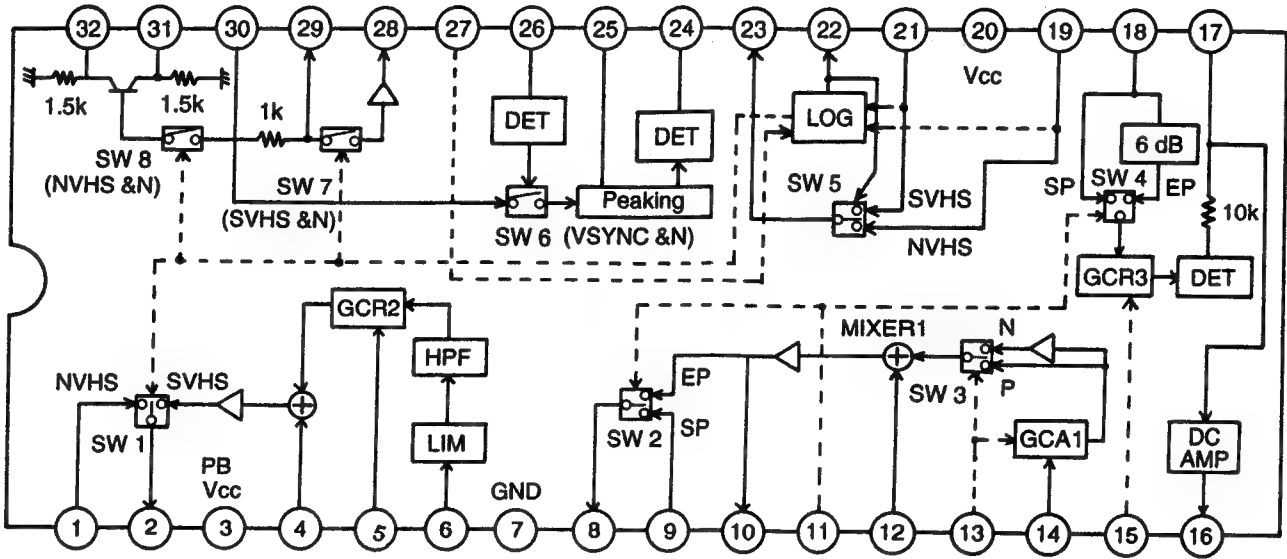 32 31 30 29 28 27 26 25 24 23 22 21 20 19 18 17
Vcc
1.5k 1.5k 1k
DET
LOG
DET
6 dB
SW 8
(NVHS &N)
SW 7
(SVHS &N)
SW 5
SP SW 4 EP
SVHS
Peaking
10k
SW 6 (VSYNC &N)
NVHS
GCR3 DET
GCR2
MIXER1 N
HPF
NVHS SVHS
EP
SW 3 P
SW 1
SW 2 SP
LIM
GCA1
DC
AMP
PB
Vcc
GND
1 2 3 4 5 6 7 8 9 10 11 12 13 14 15 16